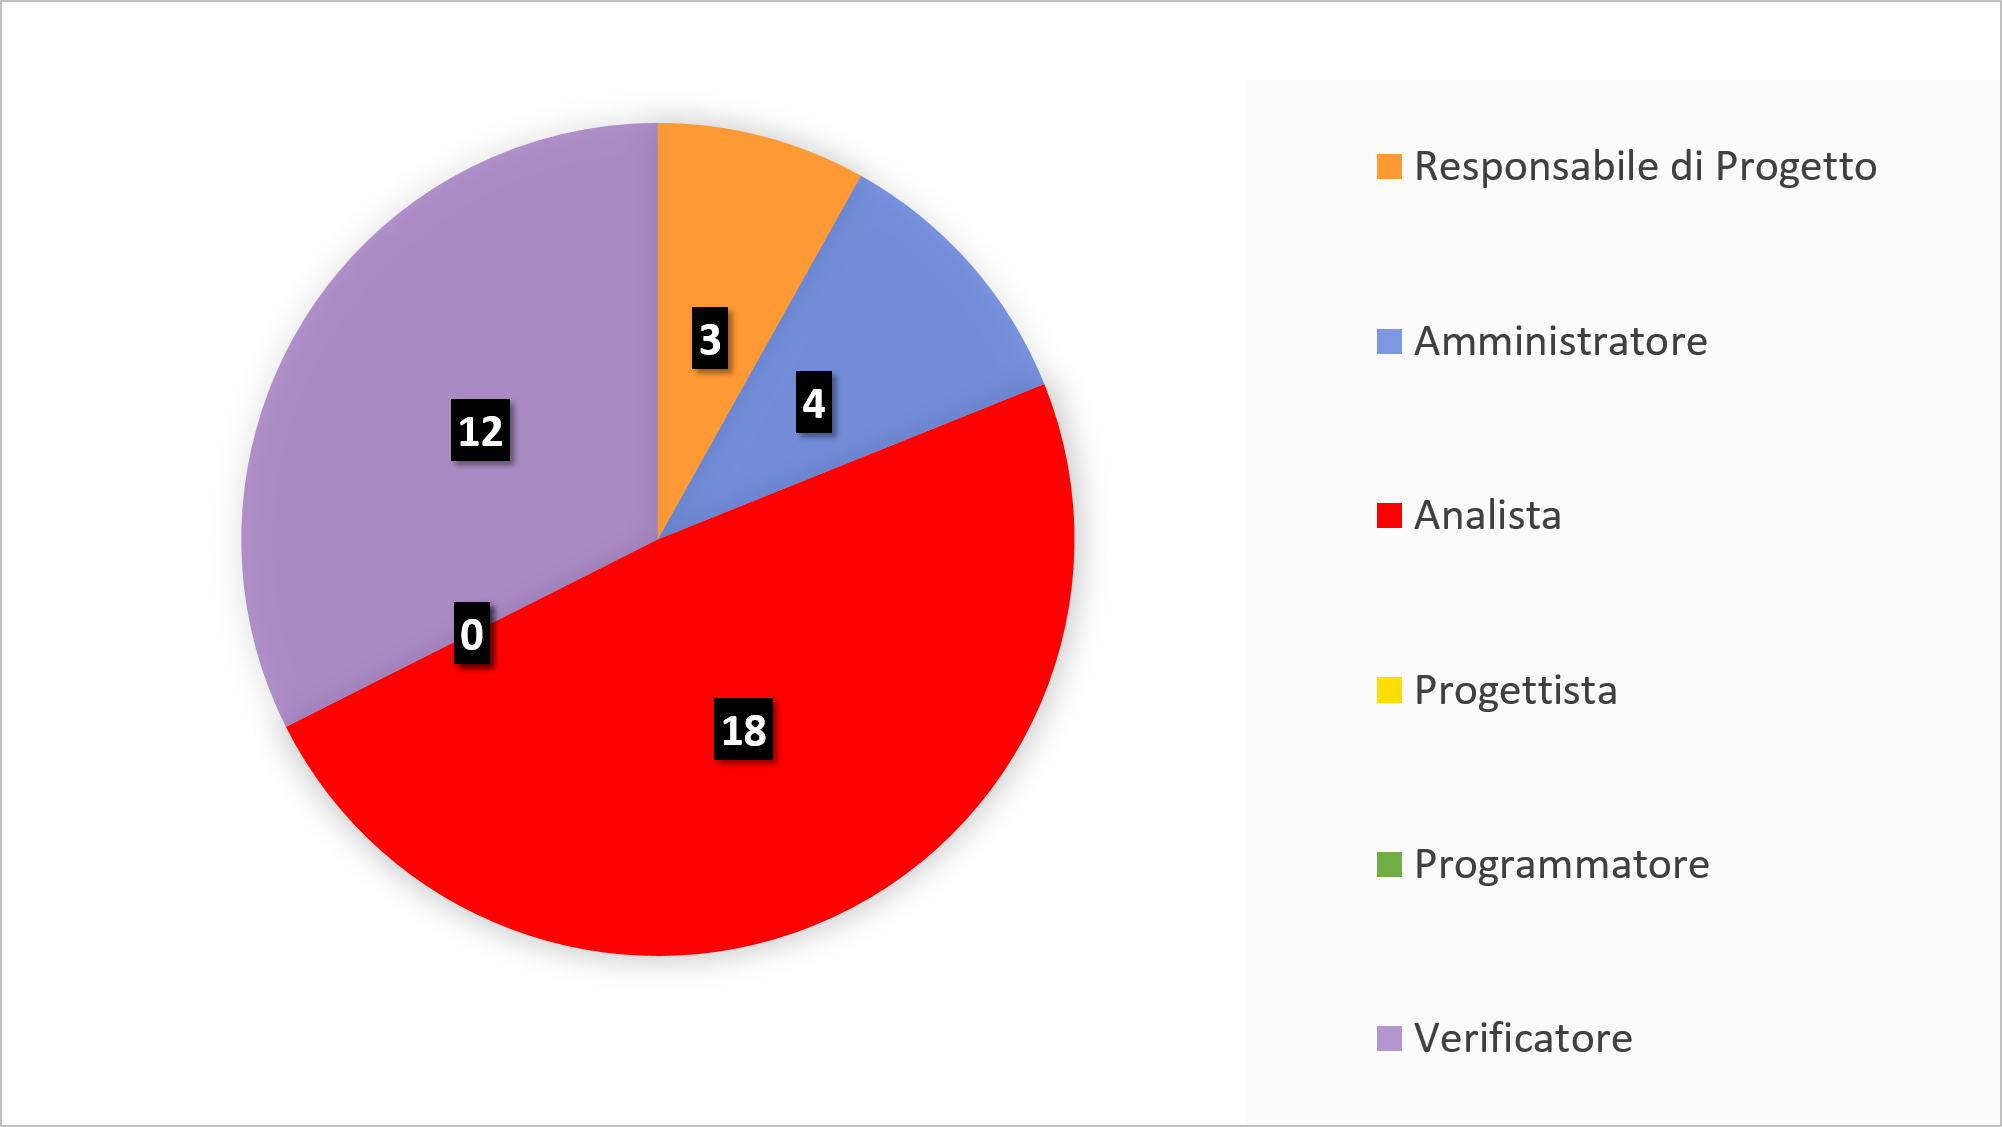 3
4
12
0
18
Responsabile di Progetto
Amministratore
Analista
Progettista
Programmatore
Verificatore